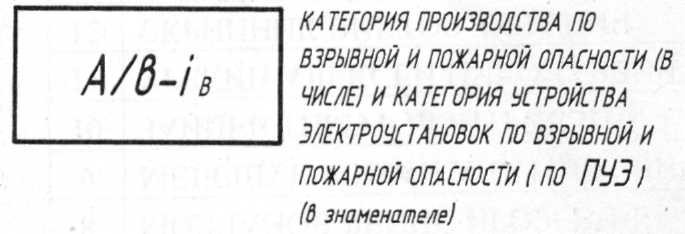 А/в-i в
КАТЕГОРИЯ ПРОИЗВОДСТВА ПО
ВЗРЫВНОЙ И ПОЖАРНОЙ ОПАСНОСТИ (В
ЧИСЛЕ) И КАТЕГОРИЯ УСТРОЙСТВА
ЭЛЕКТРОУСТАНОВОК ПО ВЗРЫВНОЙ И
ПОЖАРНОЙ ОПАСНОСТИ ( ПО ПУЭ )
(в знаменателе)